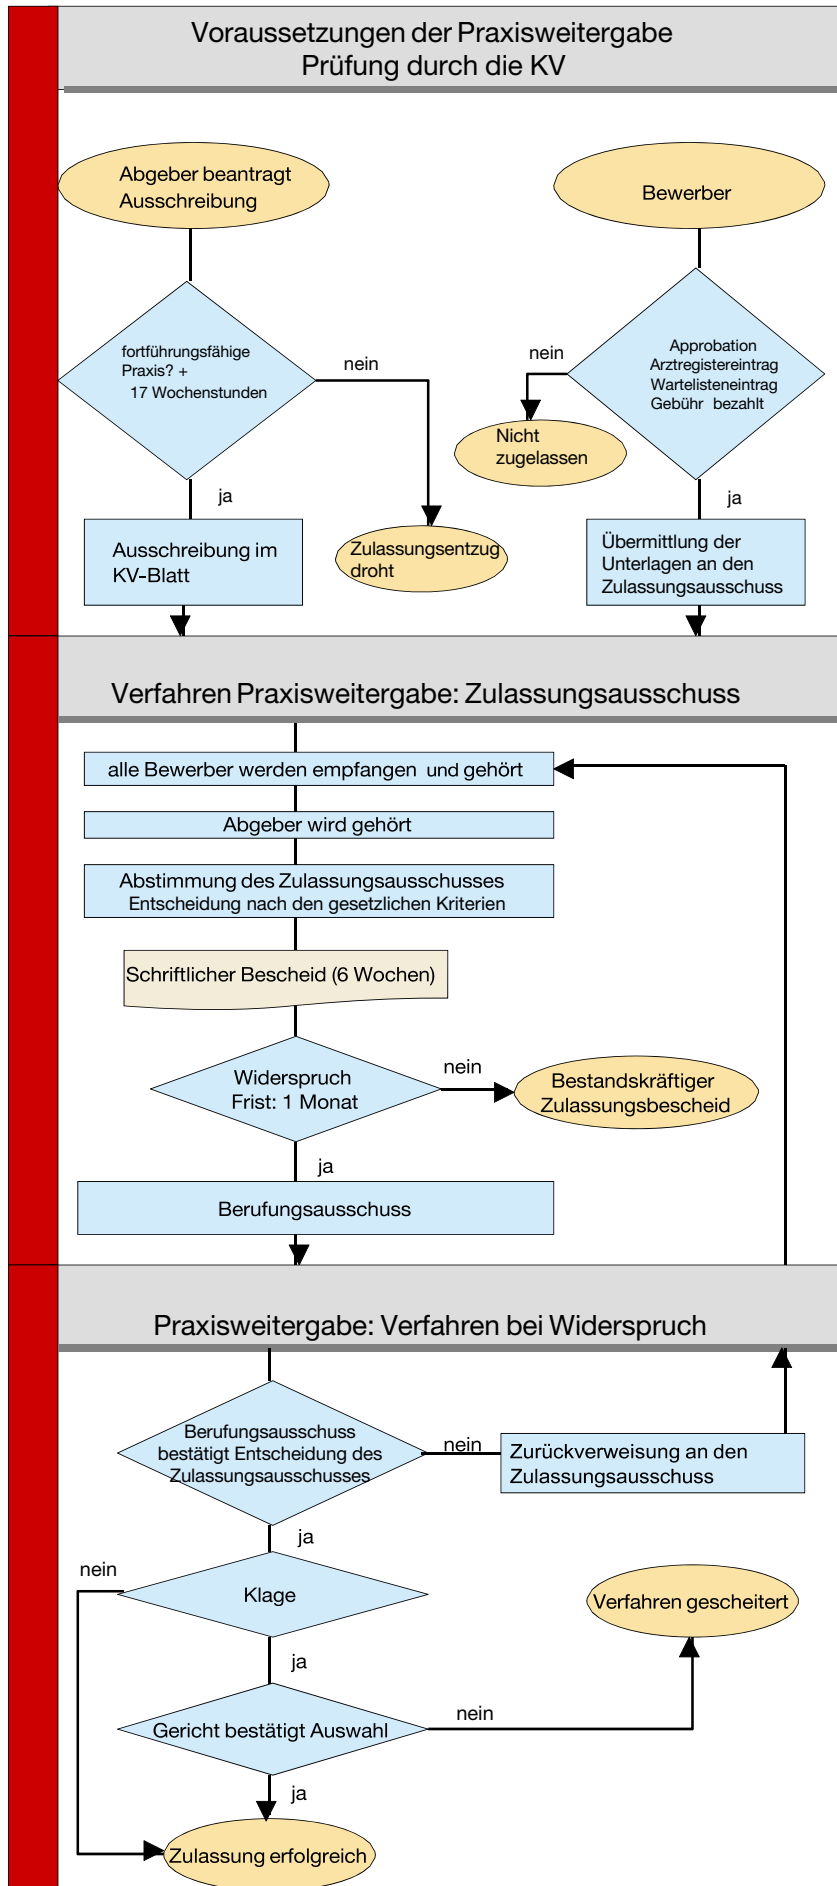 Voraussetzungen der Praxisweitergabe
Prüfung durch die KV
Abgeber beantragt
Ausschreibung
Bewerber
fortführungsfähige
Praxis? +
17 Wochenstunden
nein
nein
Approbation
Arztregistereintrag
Wartelisteneintrag
Gebühr bezahlt
Nicht
zugelassen
ja
ja
Ausschreibung im
KV-Blatt
Zulassungsentzug
droht
Übermittlung der
Unterlagen an den
Zulassungsausschuss
Verfahren Praxisweitergabe: Zulassungsausschuss
alle Bewerber werden empfangen und gehört
Abgeber wird gehört
Abstimmung des Zulassungsausschusses
Entscheidung nach den gesetzlichen Kriterien
Schriftlicher Bescheid (6 Wochen)
Widerspruch
Frist: 1 Monat
nein
Bestandskräftiger
Zulassungsbescheid
ja
Berufungsausschuss
Praxisweitergabe: Verfahren bei Widerspruch
Berufungsausschuss
bestätigt Entscheidung des
Zulassungsausschusses
nein
Zurückverweisung an den
Zulassungsausschuss
ja
nein
Klage
Verfahren gescheitert
ja
Gericht bestätigt Auswahl
nein
ja
Zulassung erfolgreich